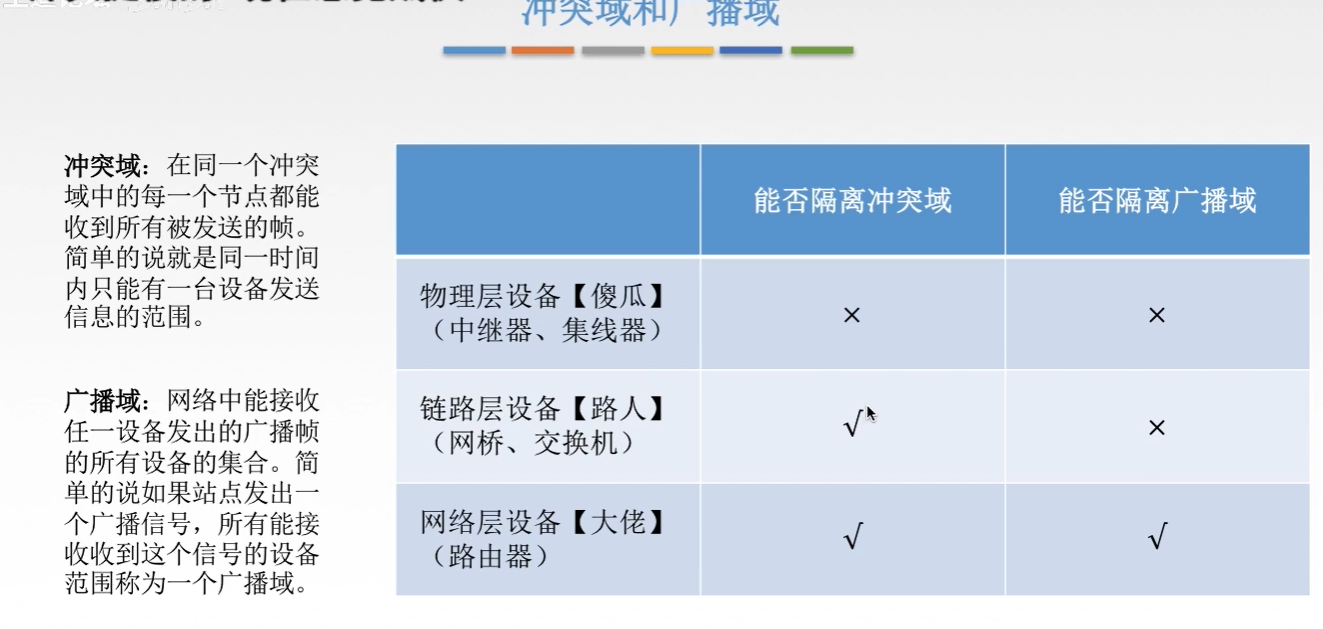 冲突域和广播域
冲突域：在同一个冲突
域中的每一个节点都能
收到所有被发送的帧。
简单的说就是同一时间
内只能有一台设备发送
信息的范围。
广播域：网络中能接收
任一设备发出的广播帧
的所有设备的集合。简
单的说如果站点发出一
个广播信号，所有能接
收收到这个信号的设备
范围称为一个广播域。
能否隔离冲突域 能否隔离广播域
物理层设备【傻瓜】
（中继器、集线器） × ×
链路层设备【路人】
（网桥、交换机） √ ×
网络层设备【大佬】
（路由器） √ √